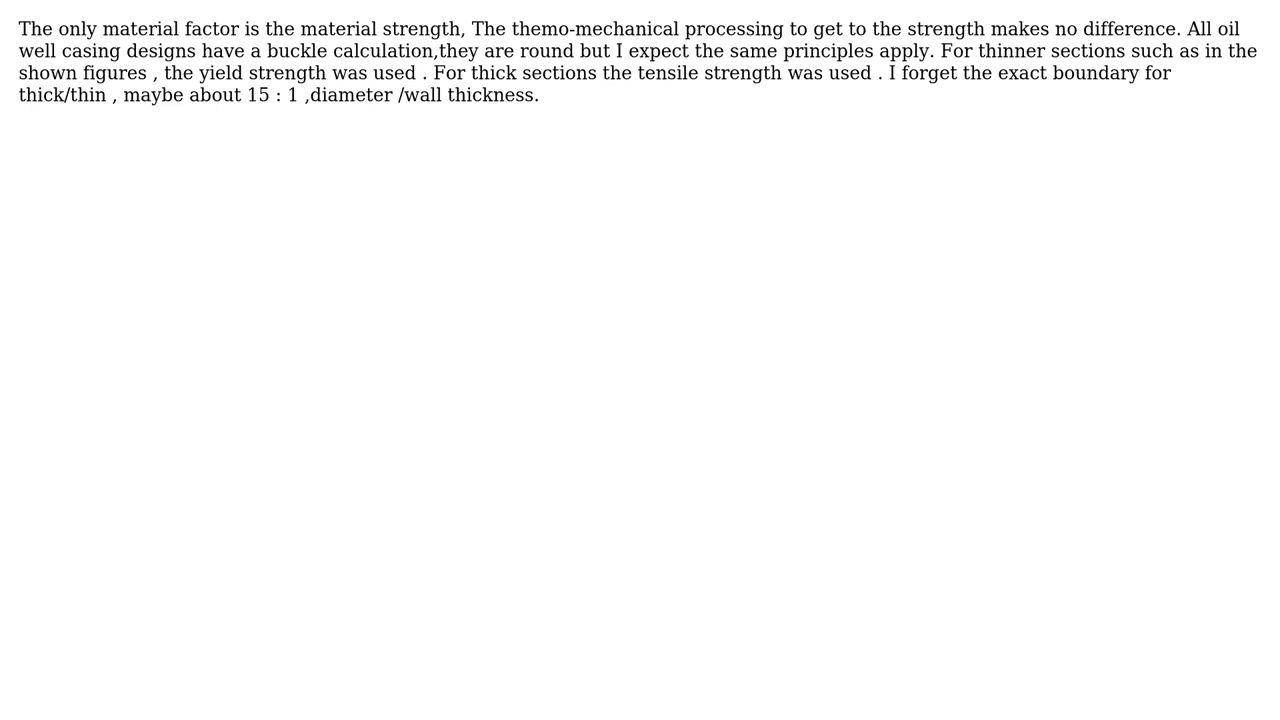 The only material factor is the material strength, The themo-mechanical processing to get to the strength makes no difference. All oil
well casing designs have a buckle calculation,they are round but I expect the same principles apply. For thinner sections such as in the
shown figures , the yield strength was used . For thick sections the tensile strength was used . I forget the exact boundary for
thick/thin , maybe about 15 : 1 ,diameter /wall thickness.